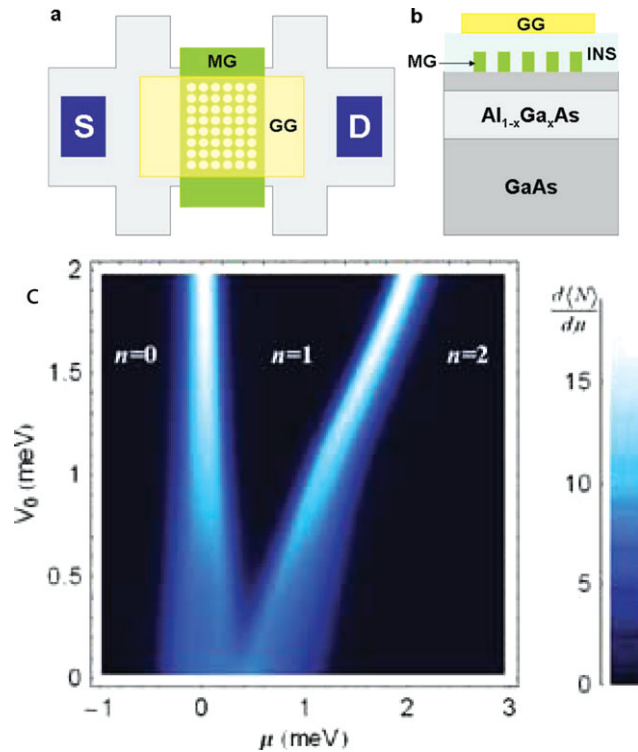 a
MG
S
GG
D
b
GG
MG
INS
Al₁₋ₓGaₓAs
GaAs
c
V₀ (meV)
2
1.5
1
0.5
0
n=0
n=1
n=2
−1
0
1
2
3
μ (meV)
d⟨N⟩
dμ
15
10
5
0